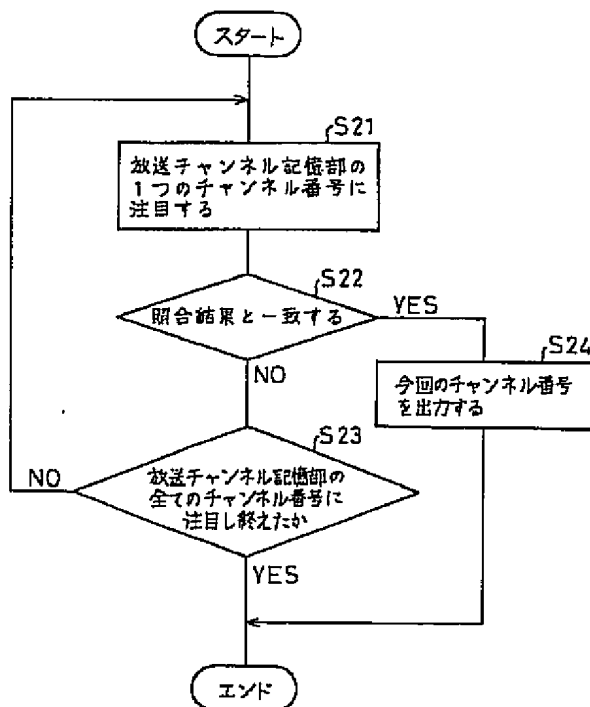 スタート
S21
放送チャンネル記憶部の
1つのチャンネル番号に
注目する
S22
照合結果と一致する
YES
NO
S24
今回のチャンネル番号
を出力する
S23
放送チャンネル記憶部の
全てのチャンネル番号に
注目し終えたか
NO
YES
エンド